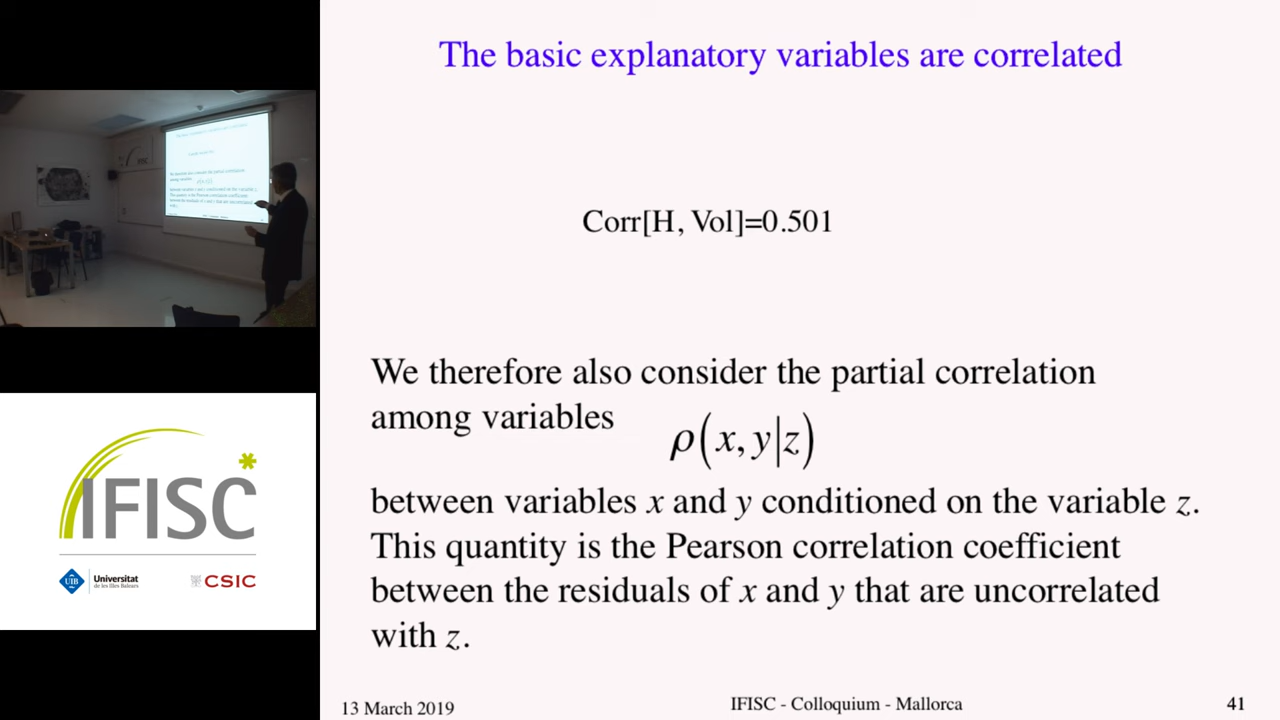 The basic explanatory variables are correlated
Corr[H, Vol]=0.501
We therefore also consider the partial correlation
among variables ρ(x, y|z)
between variables x and y conditioned on the variable z.
This quantity is the Pearson correlation coefficient
between the residuals of x and y that are uncorrelated
with z.
13 March 2019
IFISC - Colloquium - Mallorca
41
IFISC
UIB
Universitat
de les Illes Balears
CSIC